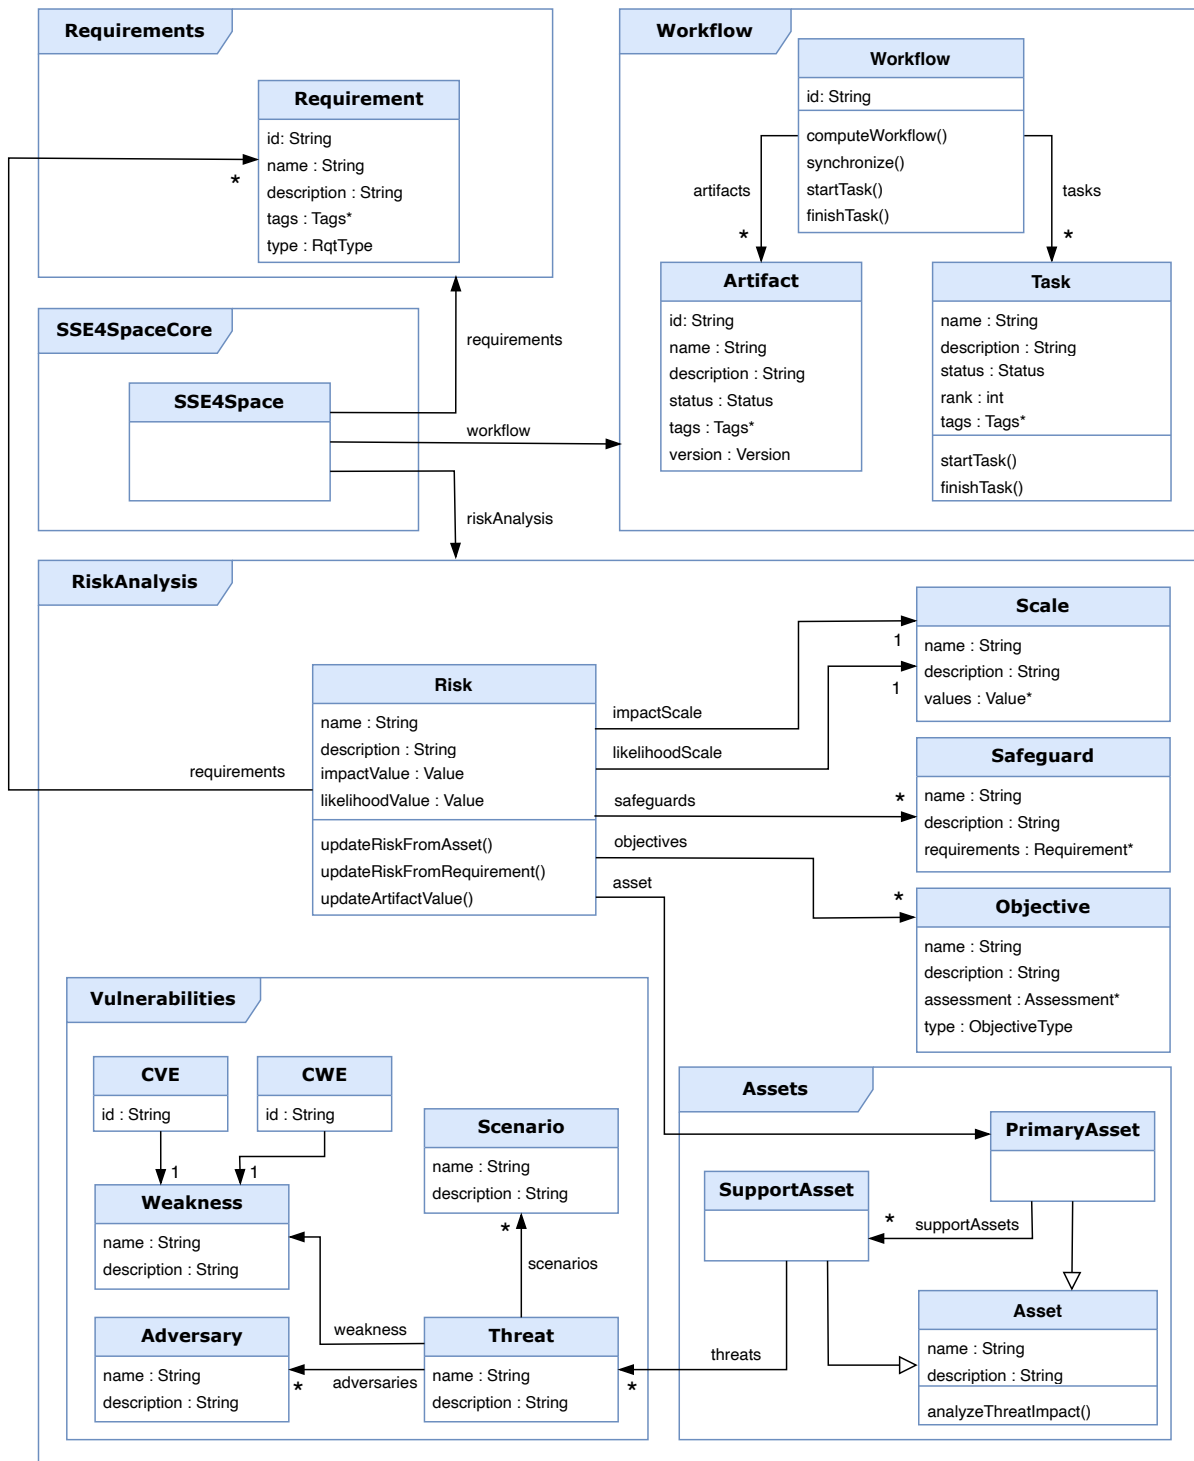 Requirements
Requirement
id: String
name : String
description : String
tags : Tags*
type : RqtType
*
Workflow
Workflow
id: String
computeWorkflow()
synchronize()
startTask()
finishTask()
artifacts
*
tasks
*
Artifact
id: String
name : String
description : String
status : Status
tags : Tags*
version : Version
Task
name : String
description : String
status : Status
rank : int
tags : Tags*
startTask()
finishTask()
SSE4SpaceCore
SSE4Space
requirements
workflow
riskAnalysis
RiskAnalysis
Risk
name : String
description : String
impactValue : Value
likelihoodValue : Value
updateRiskFromAsset()
updateRiskFromRequirement()
updateArtifactValue()
requirements
impactScale
1
likelihoodScale
1
safeguards
*
objectives
*
asset
Scale
name : String
description : String
values : Value*
Safeguard
name : String
description : String
requirements : Requirement*
Objective
name : String
description : String
assessment : Assessment*
type : ObjectiveType
Vulnerabilities
CVE
id : String
CWE
id : String
1
1
Weakness
name : String
description : String
Scenario
name : String
description : String
*
scenarios
weakness
Adversary
name : String
description : String
*
adversaries
Threat
name : String
description : String
threats
*
Assets
PrimaryAsset
SupportAsset
*
supportAssets
Asset
name : String
description : String
analyzeThreatImpact()